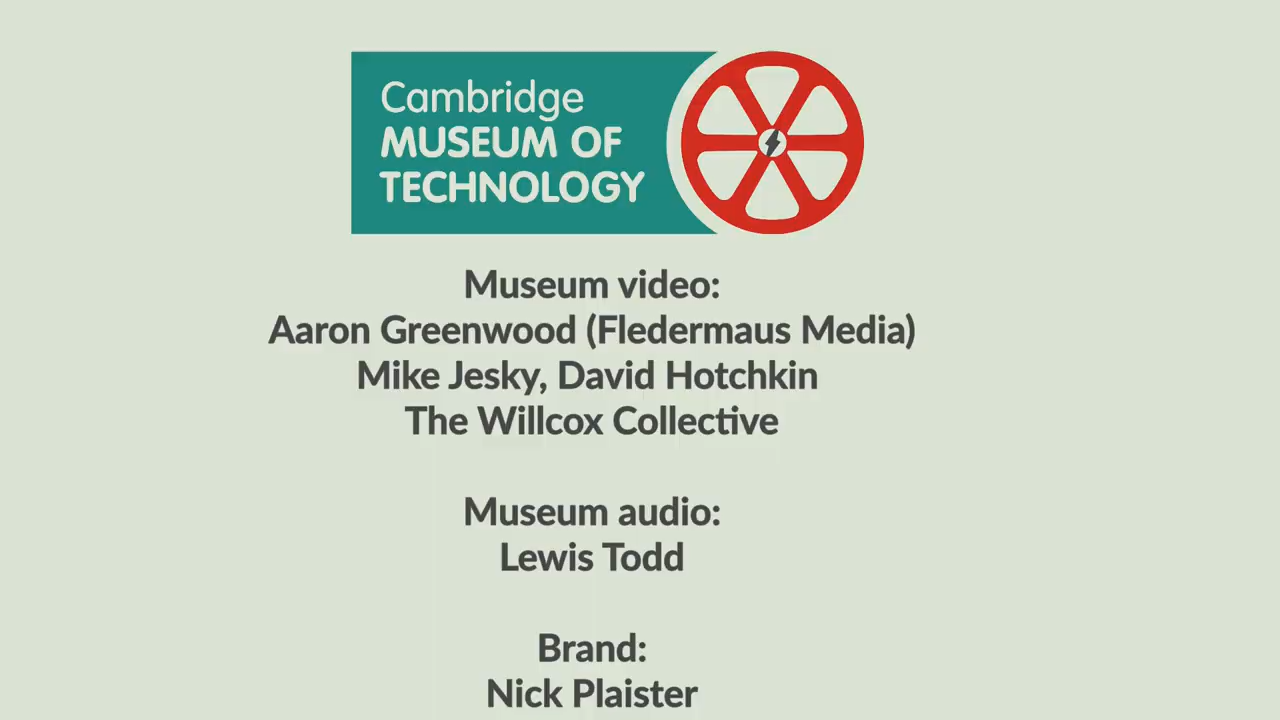 Cambridge
MUSEUM OF
TECHNOLOGY
Museum video:
Aaron Greenwood (Fledermaus Media)
Mike Jesky, David Hotchkin
The Willcox Collective
Museum audio:
Lewis Todd
Brand:
Nick Plaister